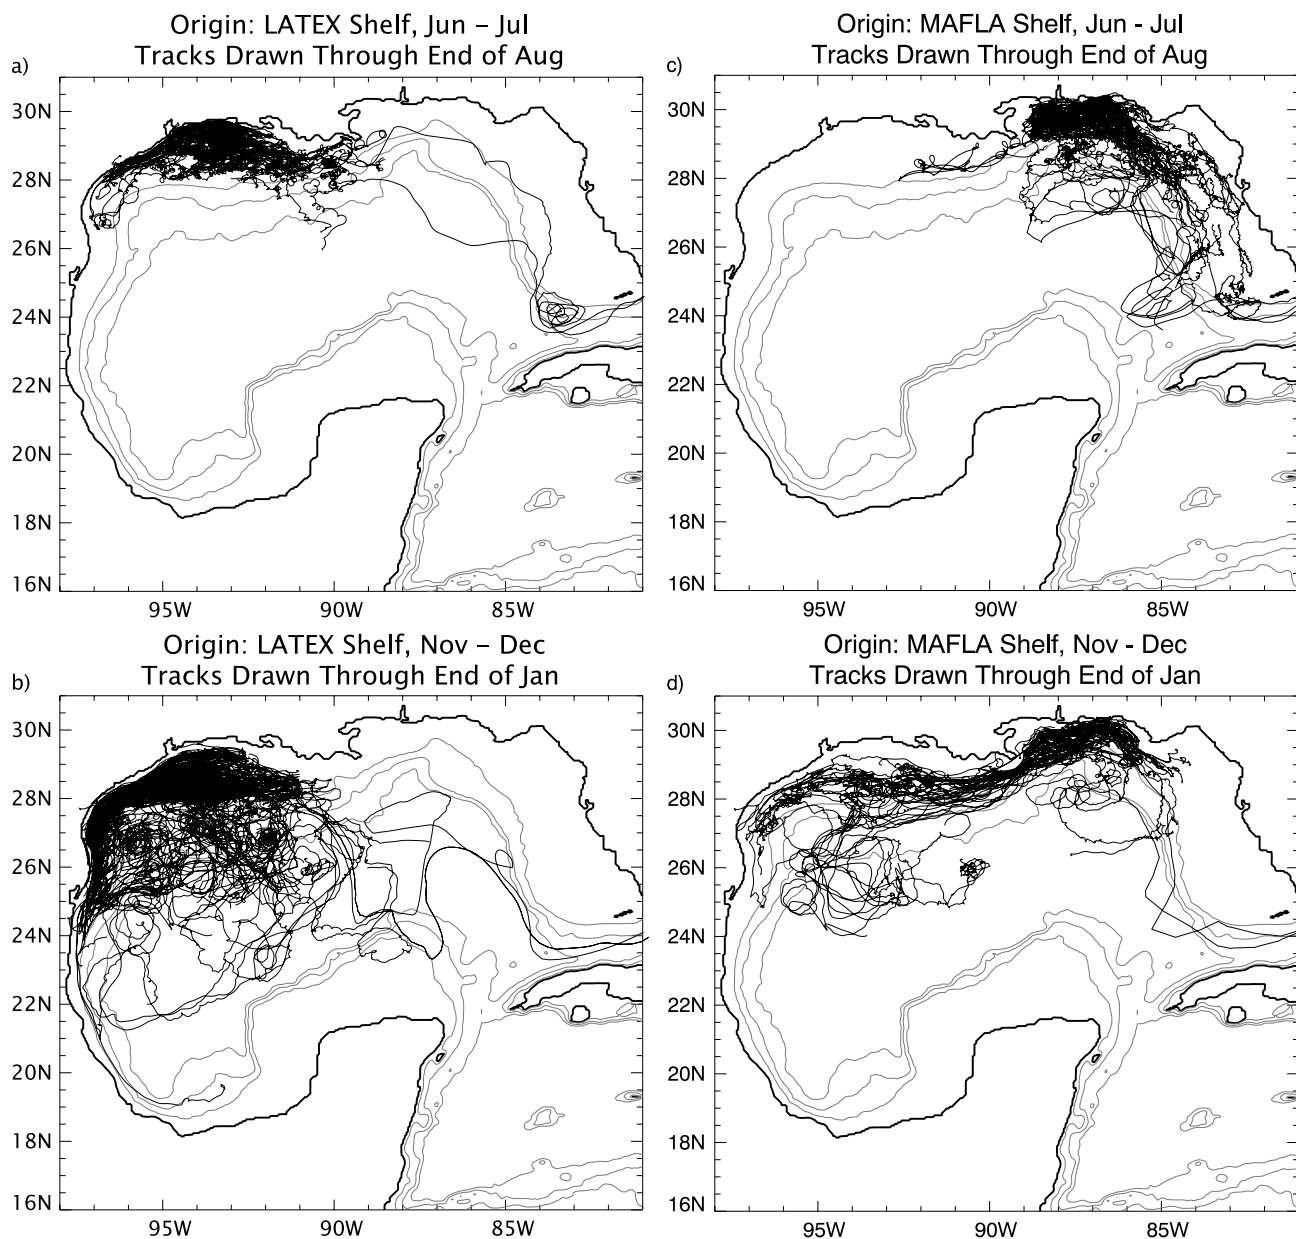 Origin: LATEX Shelf, Jun – Jul
Tracks Drawn Through End of Aug
a)
30N
28N
26N
24N
22N
20N
18N
16N
95W
90W
85W
Origin: MAFLA Shelf, Jun - Jul
Tracks Drawn Through End of Aug
c)
30N
28N
26N
24N
22N
20N
18N
16N
95W
90W
85W
Origin: LATEX Shelf, Nov – Dec
Tracks Drawn Through End of Jan
b)
30N
28N
26N
24N
22N
20N
18N
16N
95W
90W
85W
Origin: MAFLA Shelf, Nov - Dec
Tracks Drawn Through End of Jan
d)
30N
28N
26N
24N
22N
20N
18N
16N
95W
90W
85W